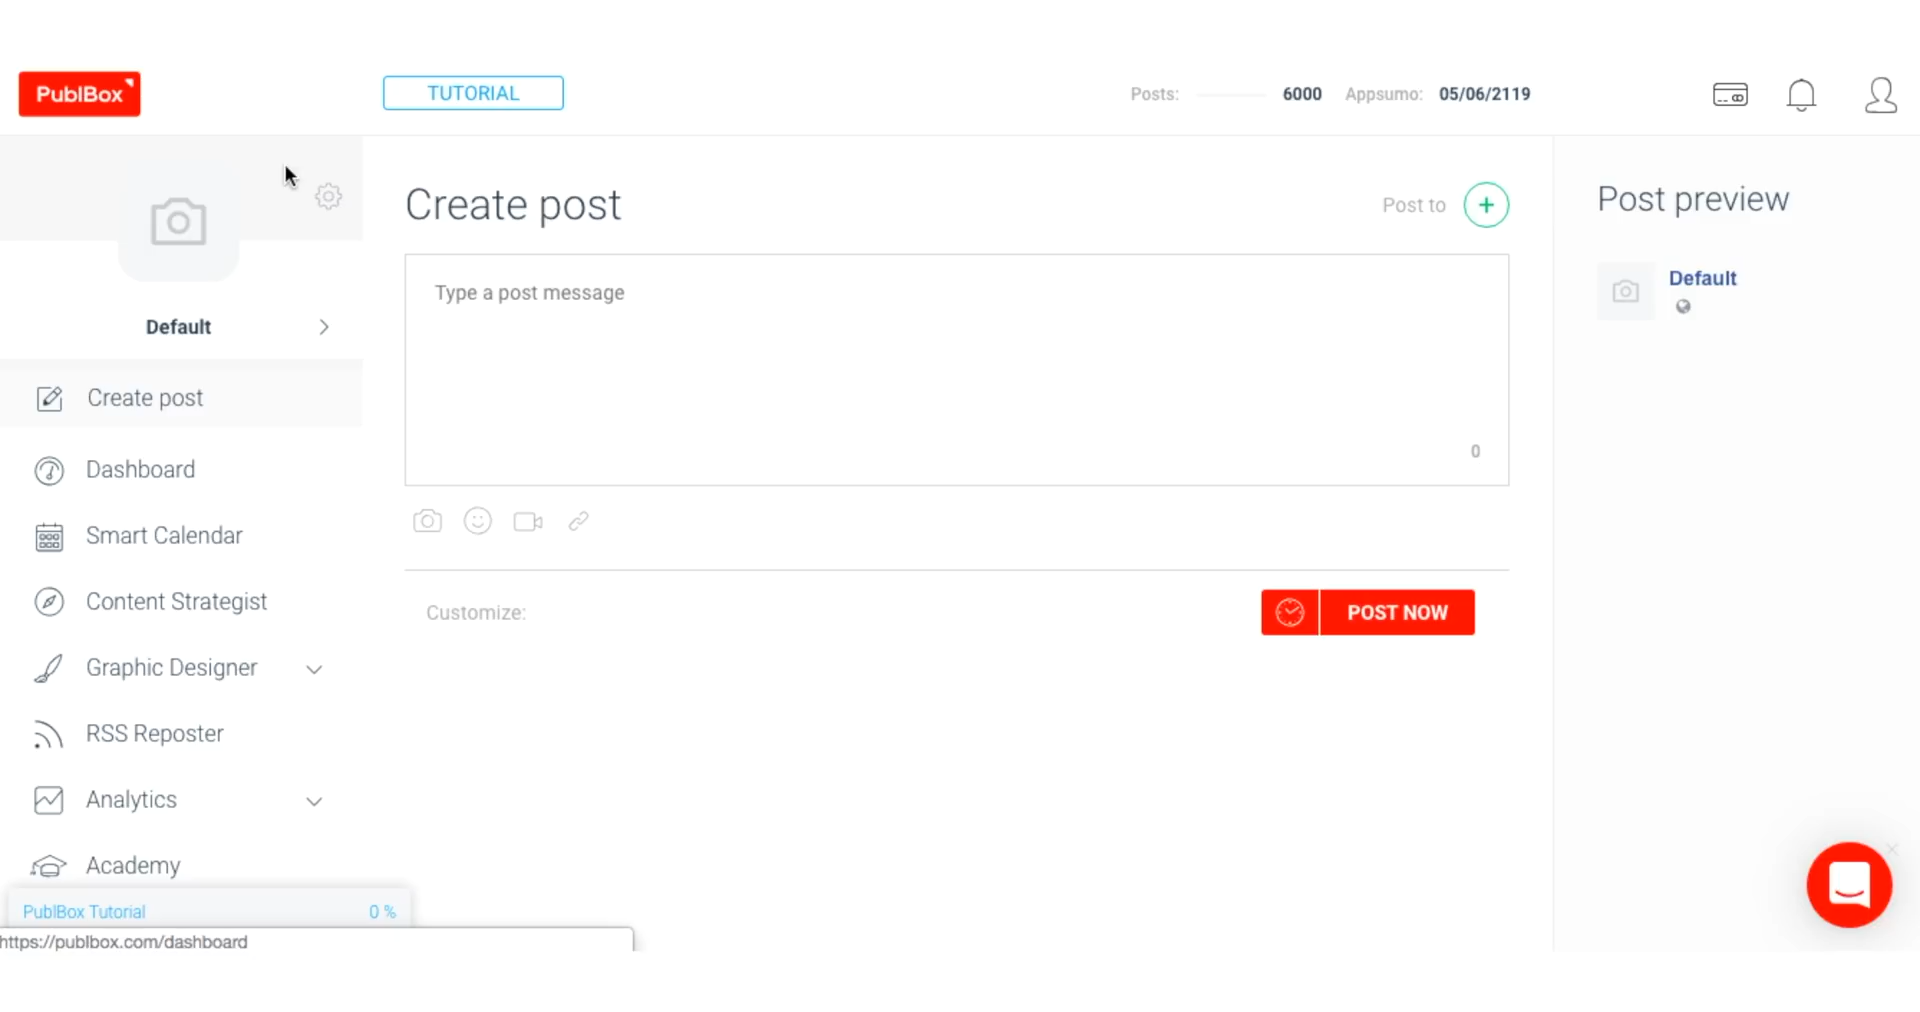 PublBox
TUTORIAL
Posts: 6000 Appsumo: 05/06/2119
Default
Create post
Dashboard
Smart Calendar
Content Strategist
Graphic Designer
RSS Reposter
Analytics
Academy
PublBox Tutorial 0 %
https://publbox.com/dashboard
Create post
Post to
Type a post message
0
Customize:
POST NOW
Post preview
Default